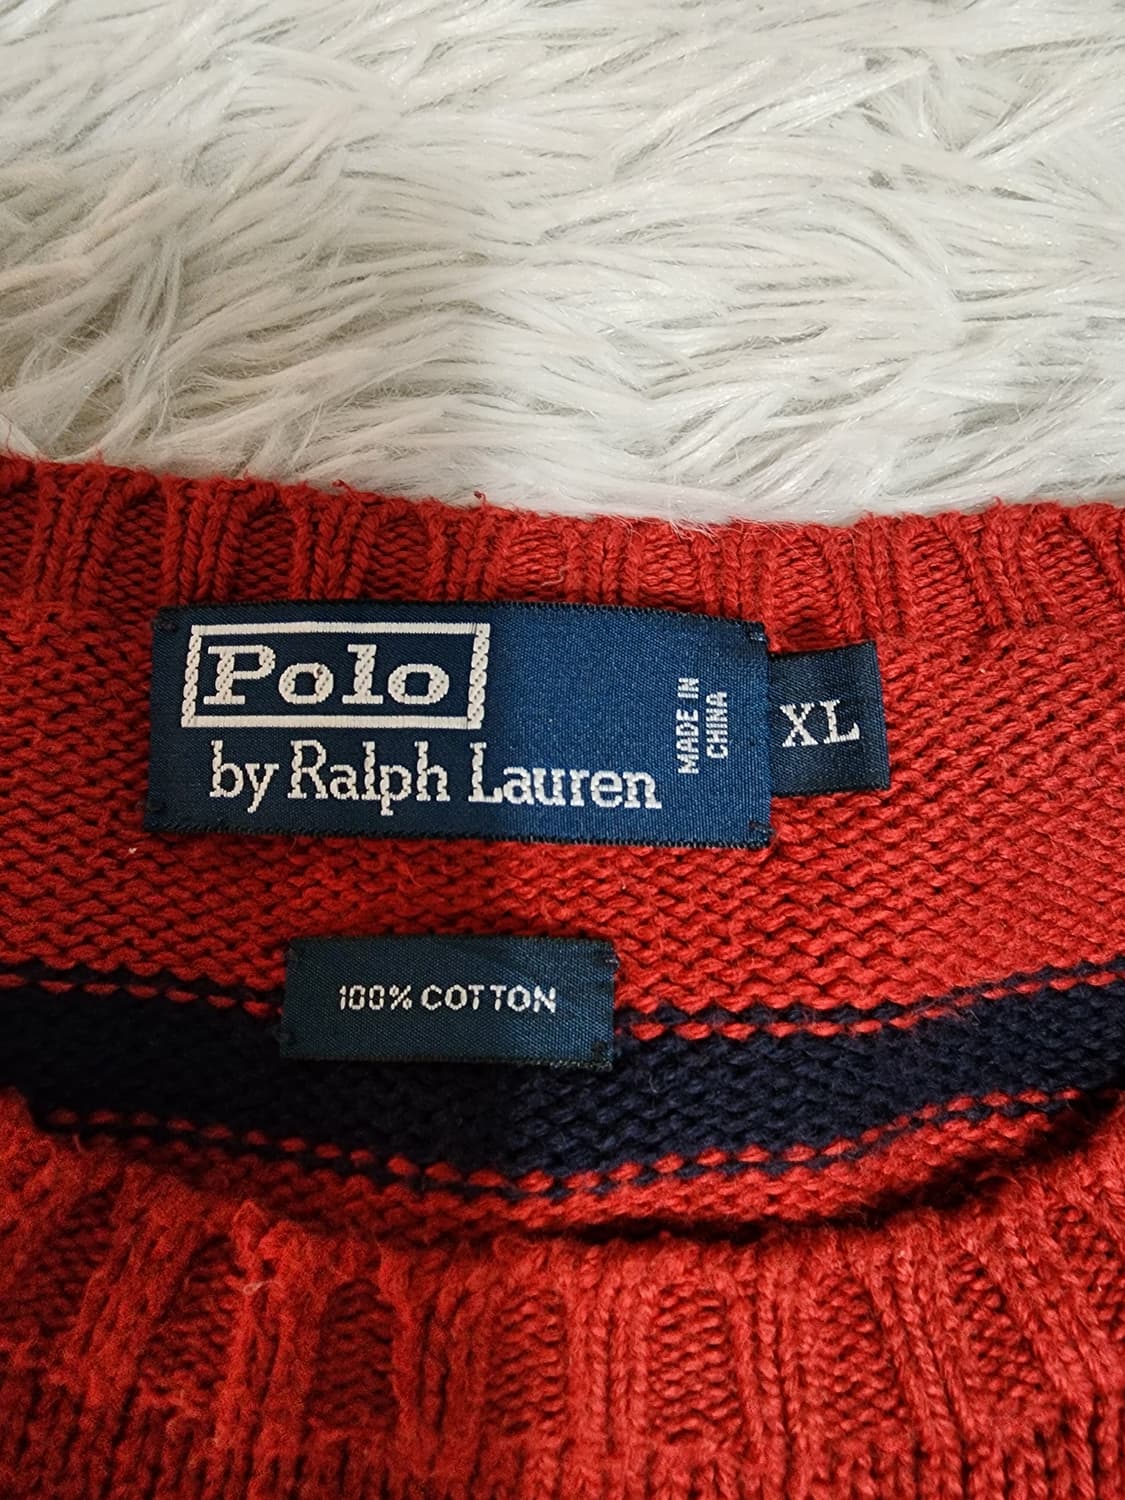 Polo
by Ralph Lauren
MADE IN
CHINA
XL
100% COTTON